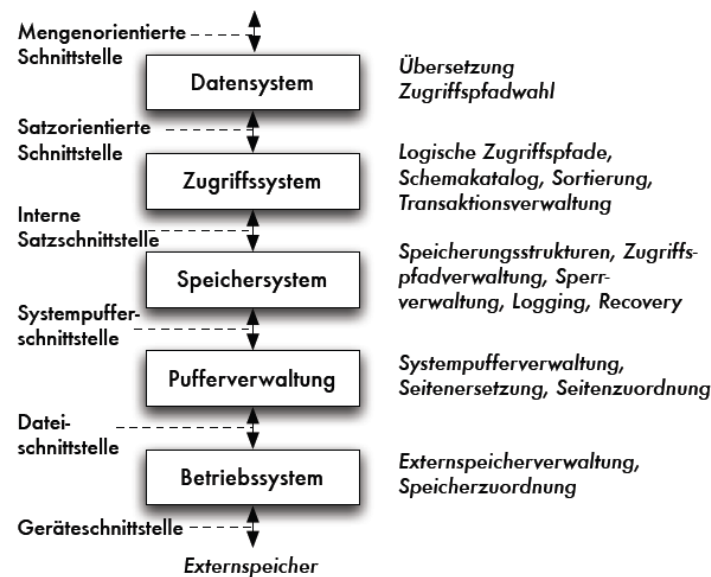 Mengenorientierte
Schnittstelle
Datensystem
Übersetzung
Zugriffspfadwahl
Satzorientierte
Schnittstelle
Zugriffssystem
Logische Zugriffspfade,
Schemakatalog, Sortierung,
Transaktionsverwaltung
Interne
Satzschnittstelle
Speichersystem
Speicherungsstrukturen, Zugriffs-
pfadverwaltung, Sperr-
verwaltung, Logging, Recovery
Systempuffer-
schnittstelle
Pufferverwaltung
Systempufferverwaltung,
Seitenersetzung, Seitenzuordnung
Datei-
schnittstelle
Betriebssystem
Externspeicherverwaltung,
Speicherzuordnung
Geräteschnittstelle
Externspeicher